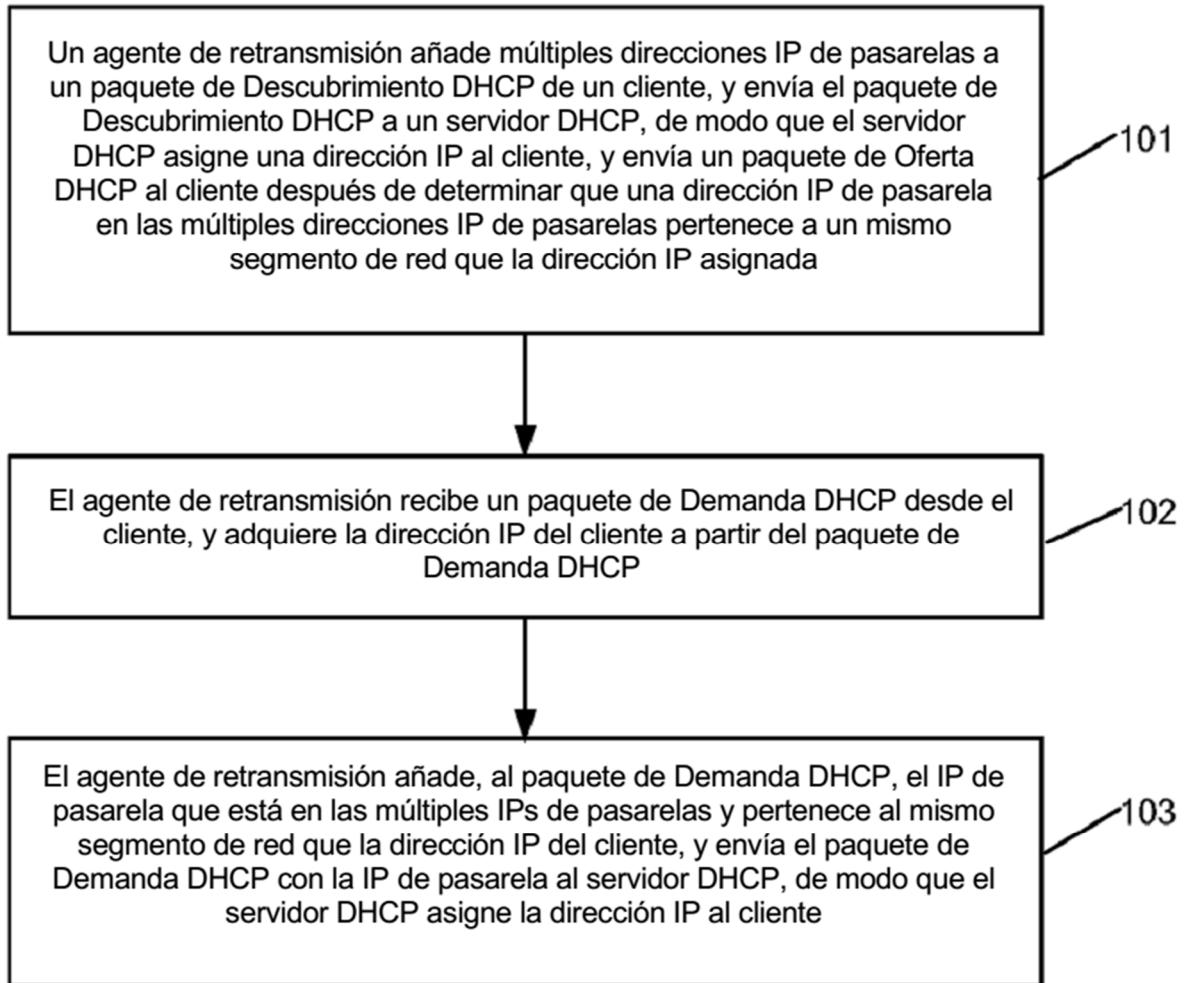 Un agente de retransmisión añade múltiples direcciones IP de pasarelas a
un paquete de Descubrimiento DHCP de un cliente, y envía el paquete de
Descubrimiento DHCP a un servidor DHCP, de modo que el servidor
DHCP asigne una dirección IP al cliente, y envía un paquete de Oferta
DHCP al cliente después de determinar que una dirección IP de pasarela
en las múltiples direcciones IP de pasarelas pertenece a un mismo
segmento de red que la dirección IP asignada
101
El agente de retransmisión recibe un paquete de Demanda DHCP desde el
cliente, y adquiere la dirección IP del cliente a partir del paquete de
Demanda DHCP
102
El agente de retransmisión añade, al paquete de Demanda DHCP, el IP de
pasarela que está en las múltiples IPs de pasarelas y pertenece al mismo
segmento de red que la dirección IP del cliente, y envía el paquete de
Demanda DHCP con la IP de pasarela al servidor DHCP, de modo que el
servidor DHCP asigne la dirección IP al cliente
103